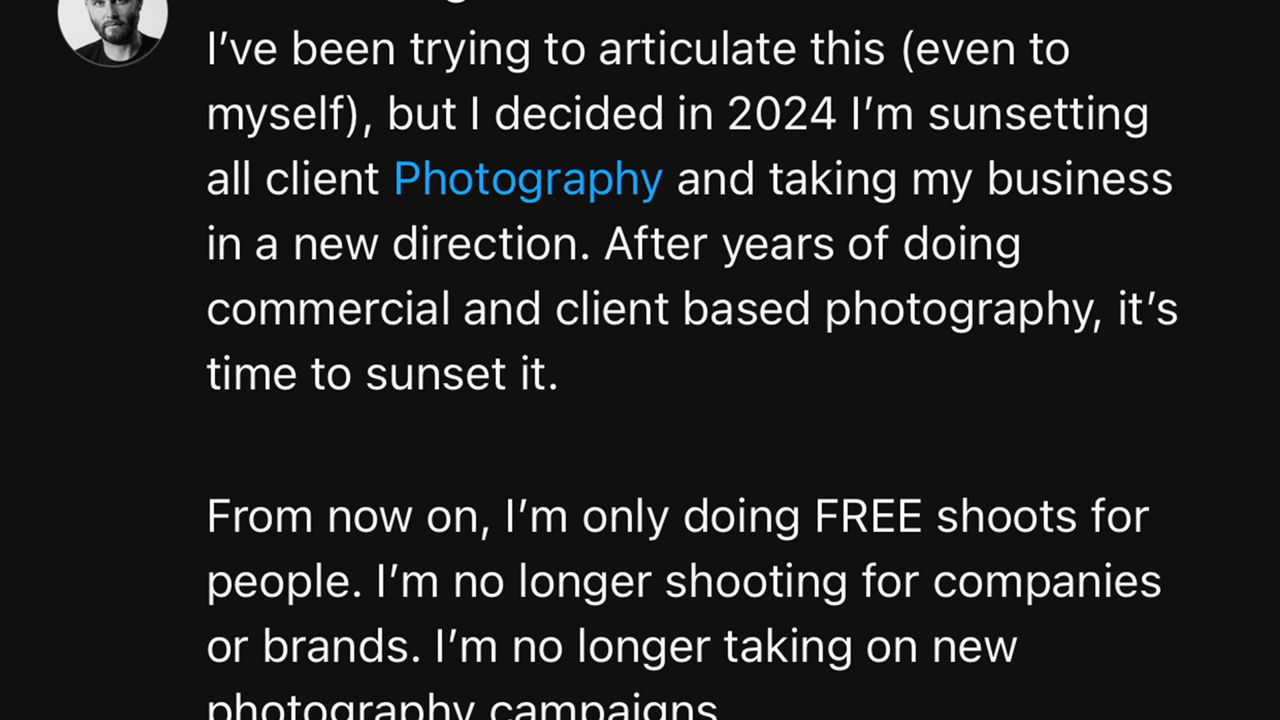 I’ve been trying to articulate this (even to
myself), but I decided in 2024 I’m sunsetting
all client Photography and taking my business
in a new direction. After years of doing
commercial and client based photography, it’s
time to sunset it.
From now on, I’m only doing FREE shoots for
people. I’m no longer shooting for companies
or brands. I’m no longer taking on new
photography campaigns